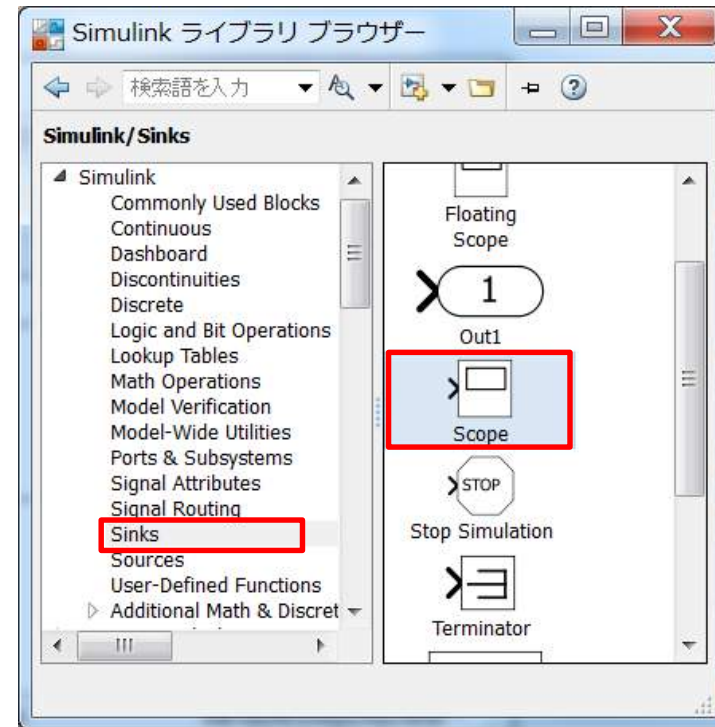 Simulink ライブラリ ブラウザー
検索語を入力
Simulink/Sinks
Simulink
Commonly Used Blocks
Continuous
Dashboard
Discontinuities
Discrete
Logic and Bit Operations
Lookup Tables
Math Operations
Model Verification
Model-Wide Utilities
Ports & Subsystems
Signal Attributes
Signal Routing
Sinks
Sources
User-Defined Functions
Additional Math & Discret
Floating
Scope
1
Out1
Scope
STOP
Stop Simulation
Terminator